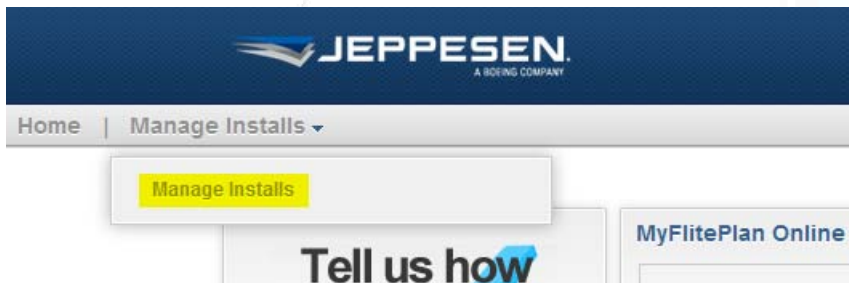 JEPPESEN.
A BOEING COMPANY
Home | Manage Installs
Manage Installs
Tell us how
MyFlitePlan Online